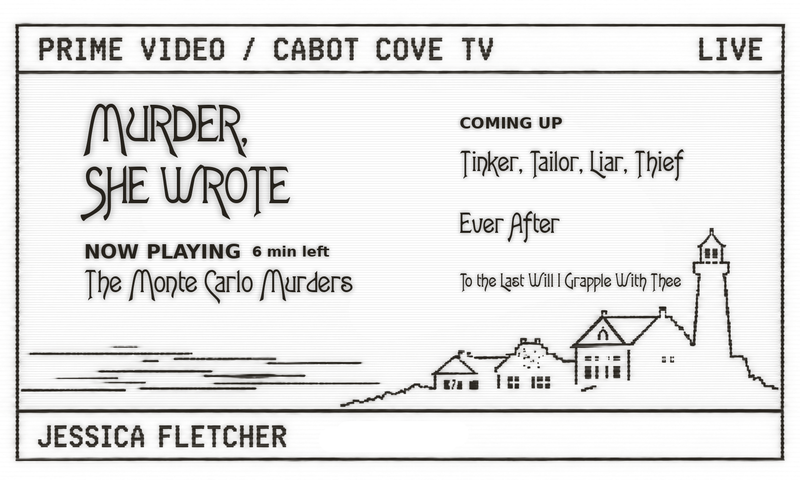 PRIME VIDEO / CABOT COVE TV LIVE
MURDER,
SHE WROTE
NOW PLAYING 6 min left
The Monte Carlo Murders
COMING UP
Tinker, Tailor, Liar, Thief
Ever After
To the Last Will I Grapple With Thee
JESSICA FLETCHER